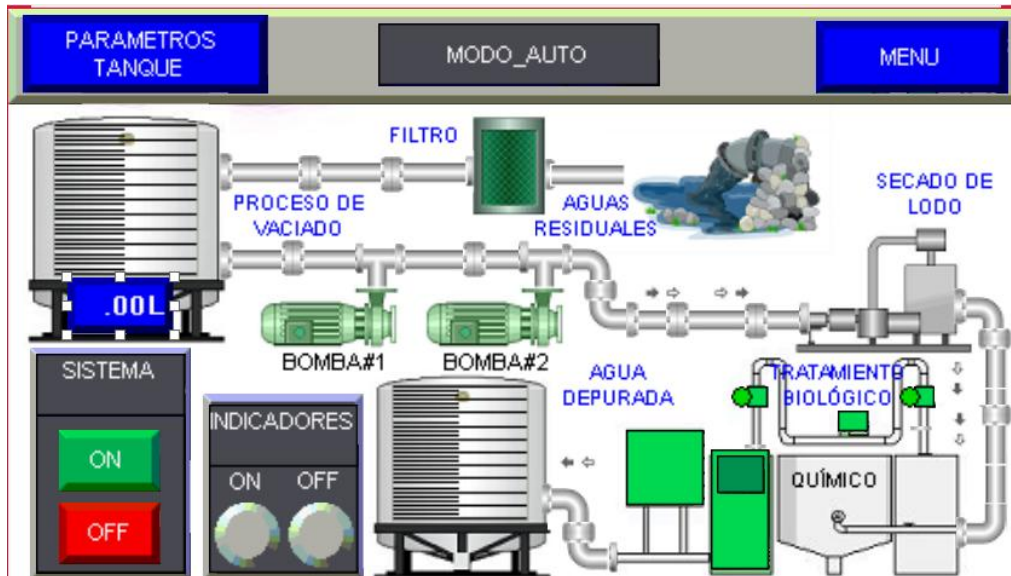 PARAMETROS
TANQUE
MODO_AUTO
MENU
FILTRO
PROCESO DE
VACIADO
AGUAS
RESIDUALES
SECADO DE
LODO
.00L
BOMBA#1
BOMBA#2
SISTEMA
ON
OFF
INDICADORES
ON
OFF
AGUA
DEPURADA
TRATAMIENTO
BIOLÓGICO
QUÍMICO